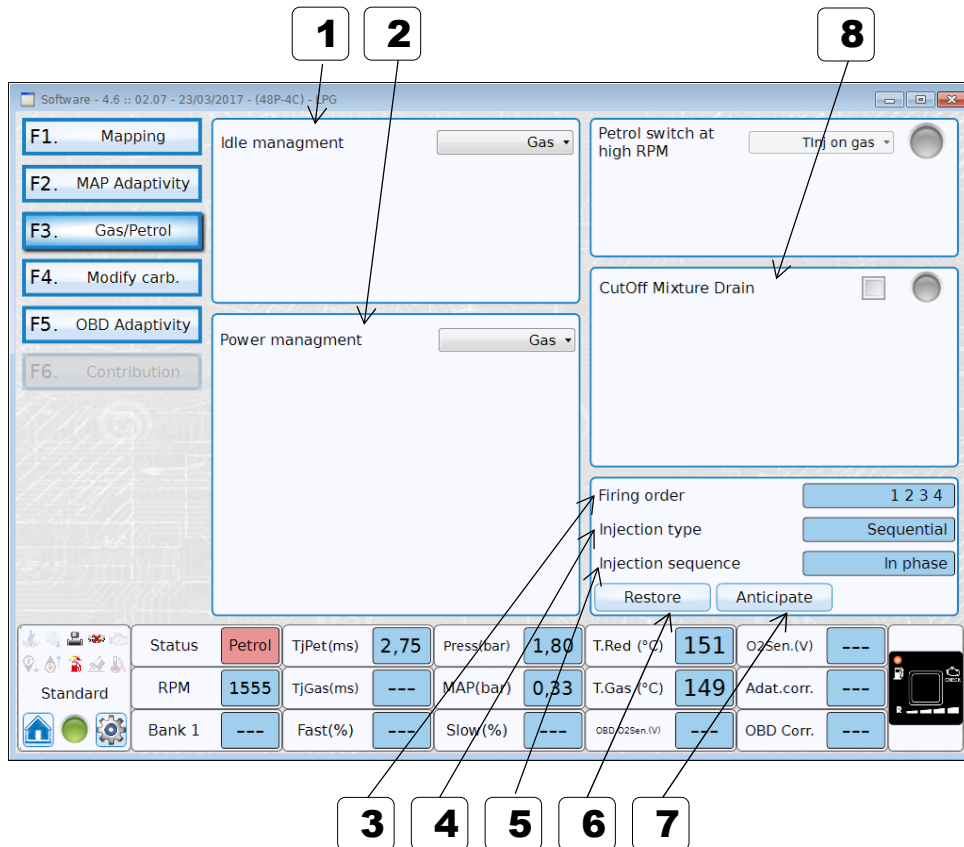 1 2 8
Software - 4.6 :: 02.07 - 23/03/2017 - (48P-4C) - LPG
F1. Mapping
F2. MAP Adaptivity
F3. Gas/Petrol
F4. Modify carb.
F5. OBD Adaptivity
F6. Contribution
Idle managment Gas
Power managment Gas
Petrol switch at
high RPM TInj on gas
CutOff Mixture Drain
Firing order 1 2 3 4
Injection type Sequential
Injection sequence In phase
Restore Anticipate
Standard
Status Petrol TjPet(ms) 2,75 Press(bar) 1,80 T.Red (°C) 151 O2Sen.(V) ---
RPM 1555 TjGas(ms) --- MAP(bar) 0,33 T.Gas (°C) 149 Adat.corr. ---
Bank 1 --- Fast(%) --- Slow(%) --- OBD O2Sen.(V) --- OBD Corr. ---
CHECK
R
3 4 5 6 7